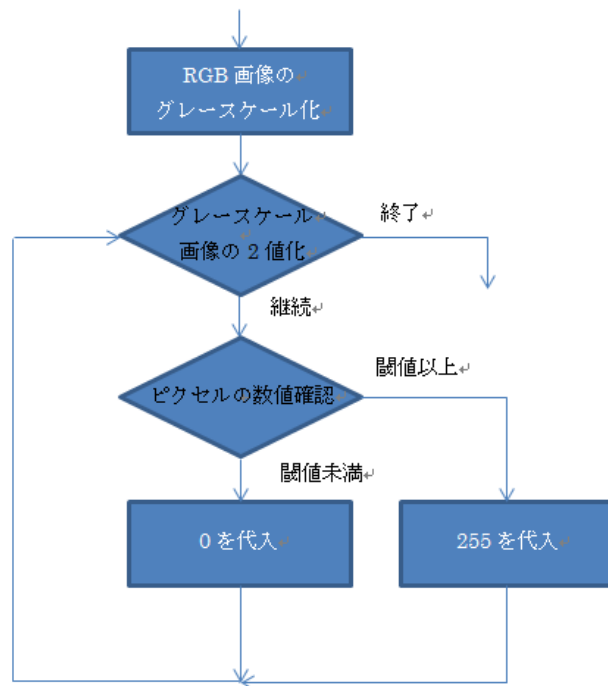 RGB 画像の
グレースケール化
グレースケール
画像の 2 値化
終了
継続
ピクセルの数値確認
閾値以上
閾値未満
0 を代入
255 を代入